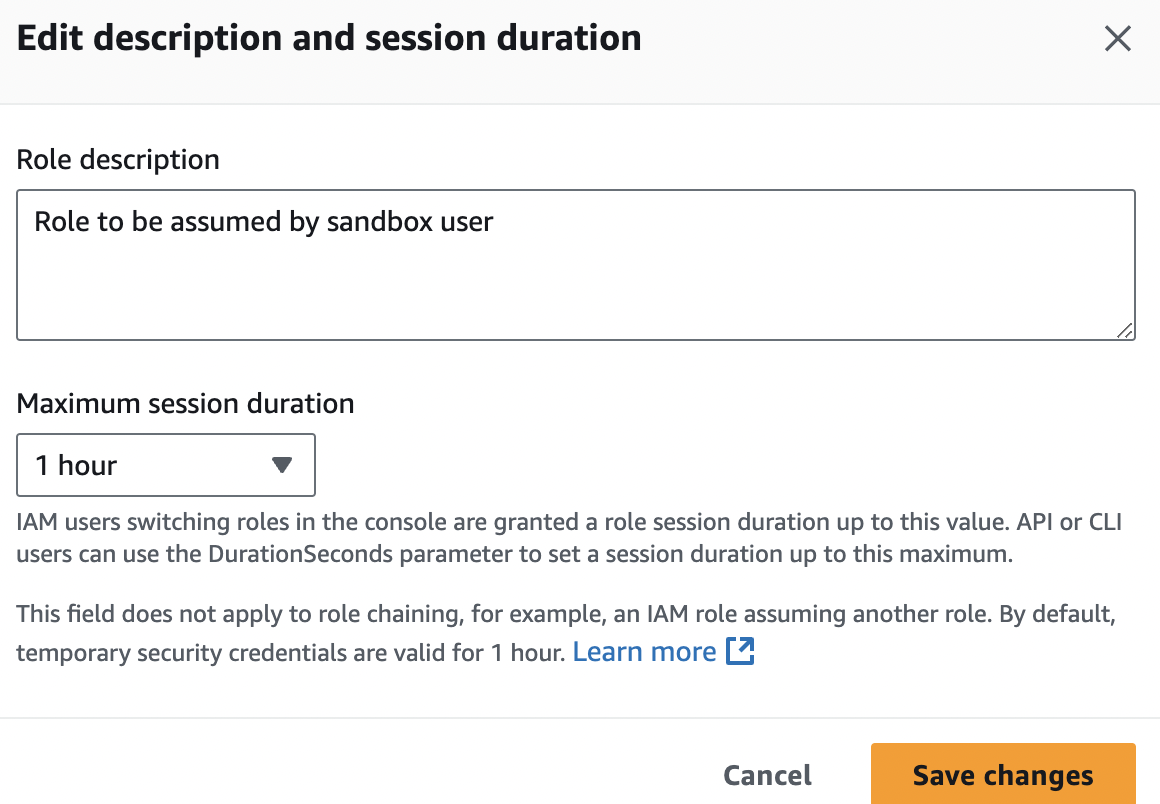 Edit description and session duration
Role description
Role to be assumed by sandbox user
Maximum session duration
1 hour
IAM users switching roles in the console are granted a role session duration up to this value. API or CLI
users can use the DurationSeconds parameter to set a session duration up to this maximum.
This field does not apply to role chaining, for example, an IAM role assuming another role. By default,
temporary security credentials are valid for 1 hour. Learn more
Cancel
Save changes